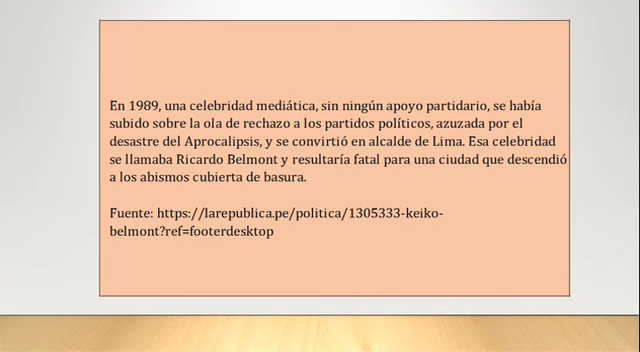 En 1989, una celebridad mediática, sin ningún apoyo partidario, se había
subido sobre la ola de rechazo a los partidos políticos, azuzada por el
desastre del Aprocalipsis, y se convirtió en alcalde de Lima. Esa celebridad
se llamaba Ricardo Belmont y resultaría fatal para una ciudad que descendió
a los abismos cubierta de basura.
Fuente: https://larepublica.pe/politica/1305333-keiko-
belmont?ref=footerdesktop